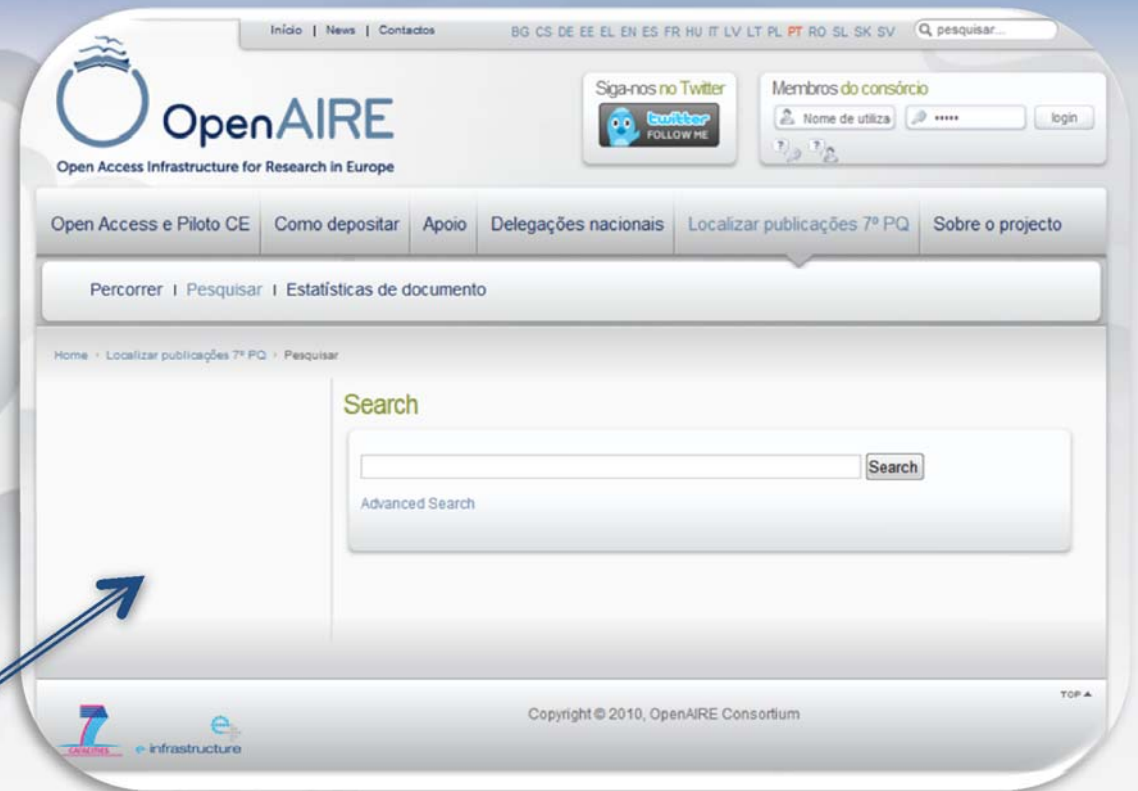 Início | News | Contactos
BG CS DE EE EL EN ES FR HU IT LV LT PL PT RO SL SK SV
pesquisar...
OpenAIRE
Open Access Infrastructure for Research in Europe
Siga-nos no Twitter
twitter
FOLLOW ME
Membros do consórcio
Nome de utiliza
•••••
login
Open Access e Piloto CE
Como depositar
Apoio
Delegações nacionais
Localizar publicações 7º PQ
Sobre o projecto
Percorrer | Pesquisar | Estatísticas de documento
Home › Localizar publicações 7º PQ › Pesquisar
Search
Search
Advanced Search
TOP
Copyright © 2010, OpenAIRE Consortium
7
CAPACITIES
e infrastructure